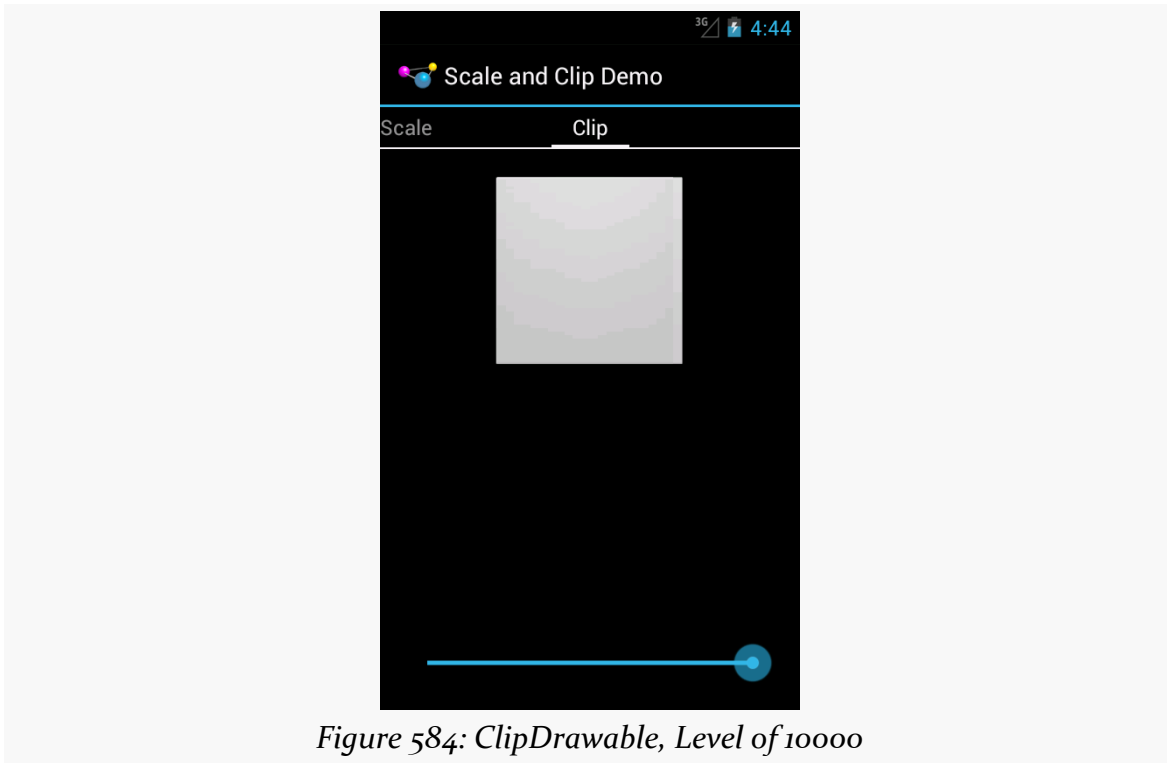 3G 4:44
Scale and Clip Demo
Scale Clip
Figure 584: ClipDrawable, Level of 10000